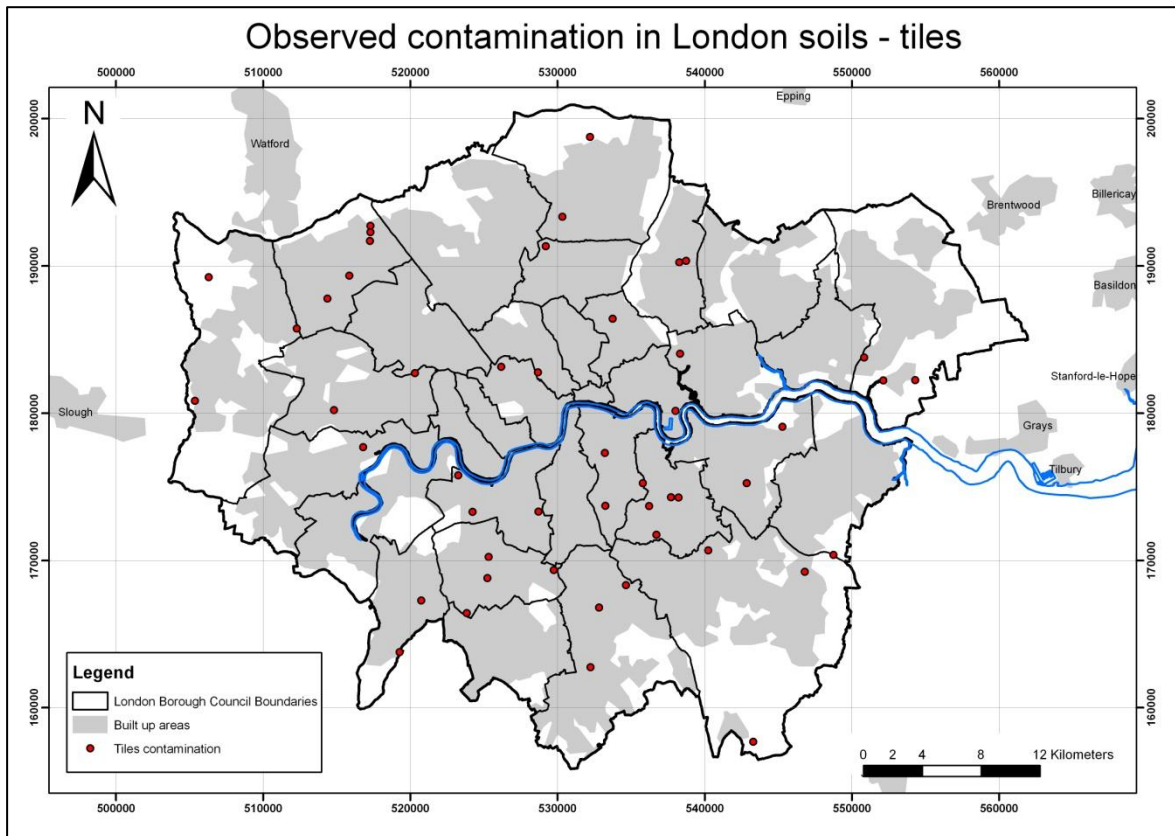 Observed contamination in London soils - tiles
500000 510000 520000 530000 540000 550000 560000
Epping
N
200000 200000
Watford
Billericay
Brentwood
190000 190000
Basildon
Stanford-le-Hope
Slough
180000 180000
Grays
Tilbury
170000 170000
Legend
London Borough Council Boundaries
Built up areas
Tiles contamination
160000 160000
0 2 4 8 12 Kilometers
500000 510000 520000 530000 540000 550000 560000